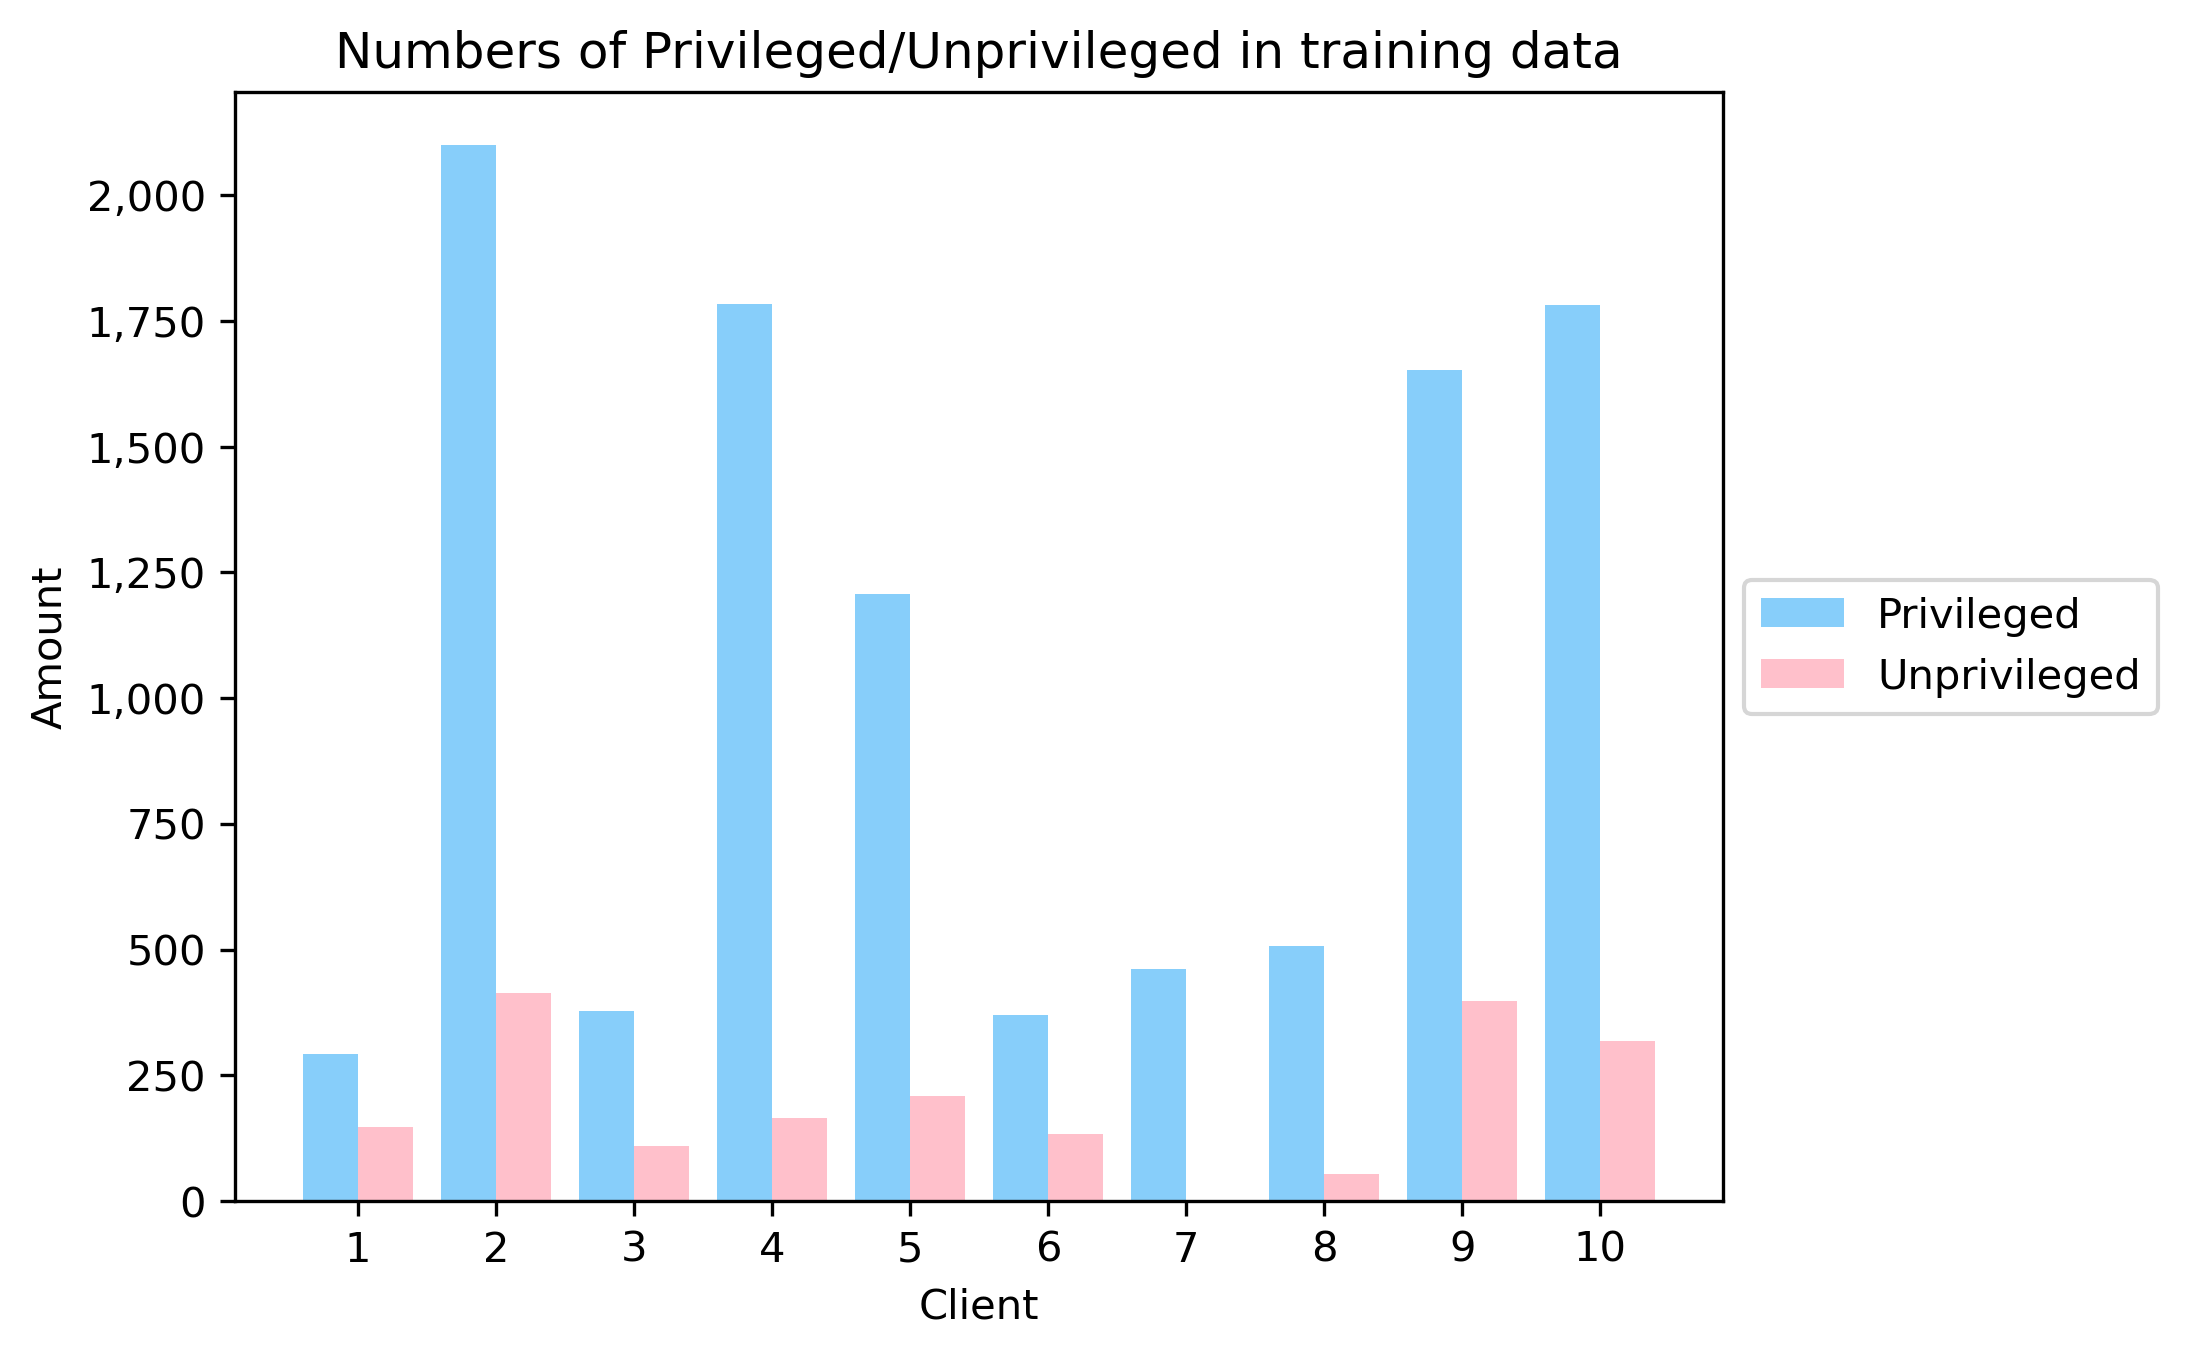 Numbers of Privileged/Unprivileged in training data
2,000
1,750
1,500
1,250
1,000
750
500
250
0
Amount
1 2 3 4 5 6 7 8 9 10
Client
Privileged
Unprivileged